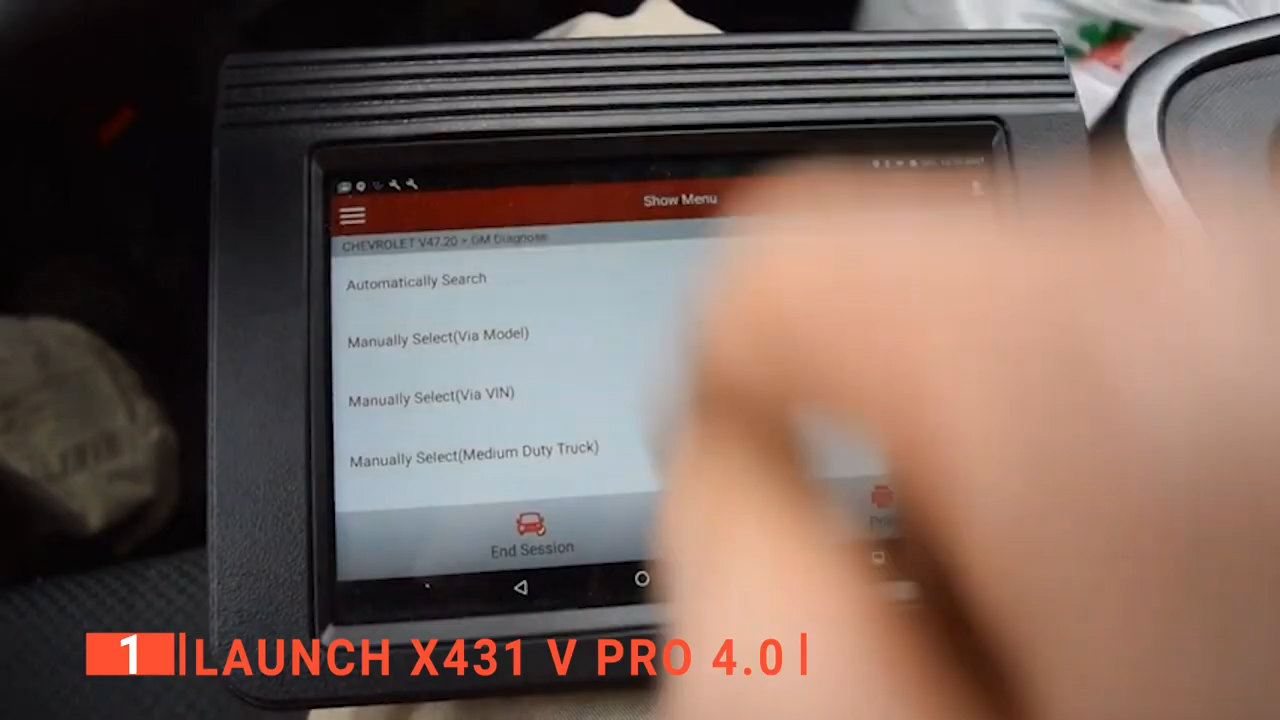 Show Menu
CHEVROLET V47.20 > GM Diagnose
Automatically Search
Manually Select(Via Model)
Manually Select(Via VIN)
Manually Select(Medium Duty Truck)
End Session
1 LAUNCH X431 V PRO 4.0